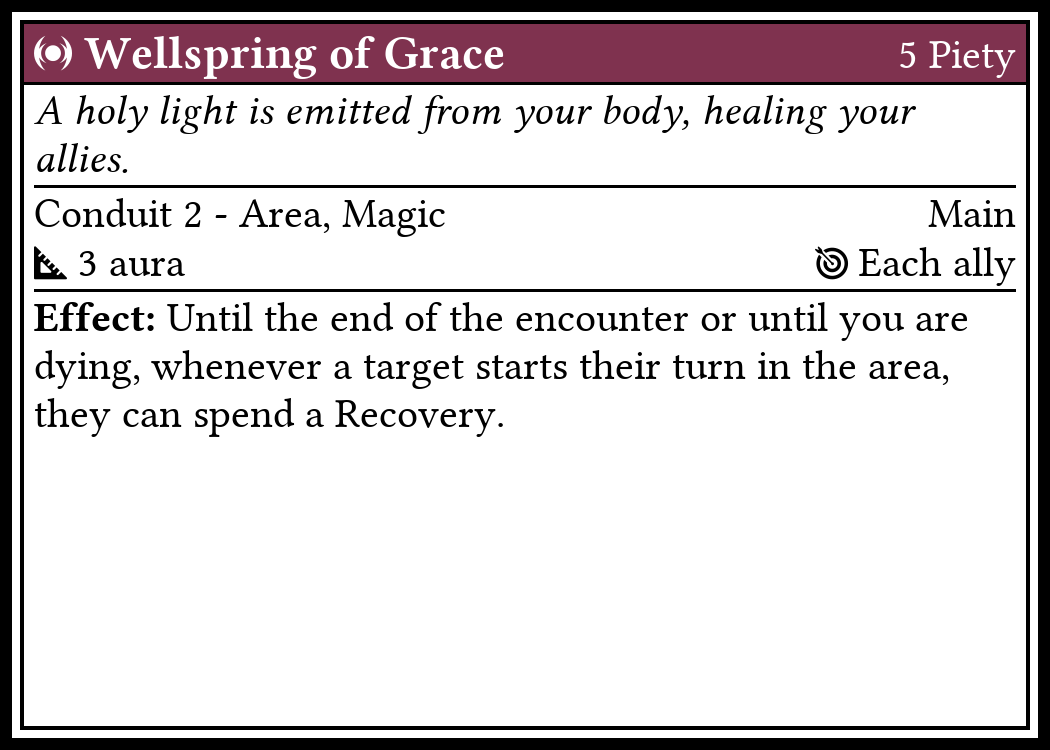 Wellspring of Grace 5 Piety
A holy light is emitted from your body, healing your
allies.
Conduit 2 - Area, Magic Main
3 aura Each ally
Effect: Until the end of the encounter or until you are
dying, whenever a target starts their turn in the area,
they can spend a Recovery.